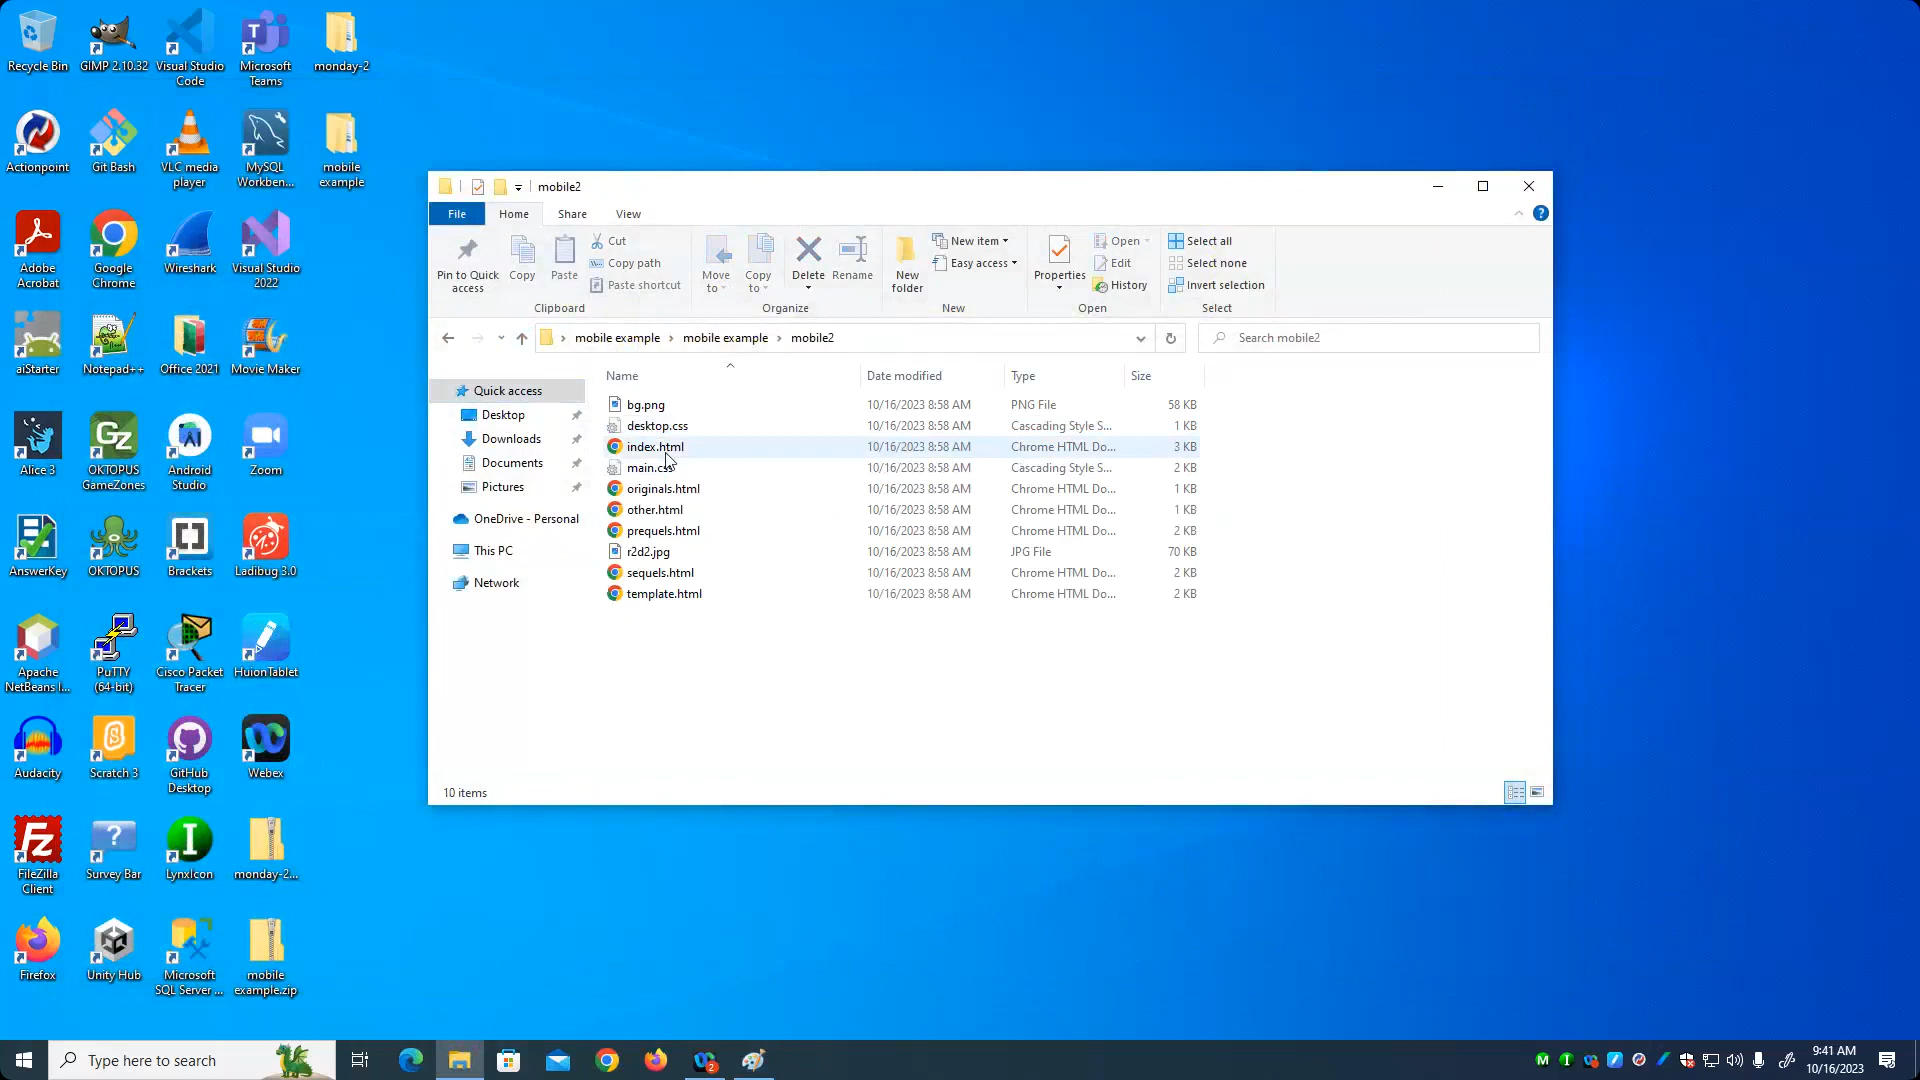 Recycle Bin
GIMP 2.10.32
Visual Studio
Code
Microsoft
Teams
monday-2
Actionpoint
Git Bash
VLC media
player
MySQL
Workben...
mobile
example
Adobe
Acrobat
Google
Chrome
Wireshark
Visual Studio
2022
aiStarter
Notepad++
Office 2021
Movie Maker
Alice 3
OKTOPUS
GameZones
Android
Studio
Zoom
AnswerKey
OKTOPUS
Brackets
Ladibug 3.0
Apache
NetBeans I...
PuTTY
(64-bit)
Cisco Packet
Tracer
HuionTablet
Audacity
Scratch 3
GitHub
Desktop
Webex
FileZilla
Client
Survey Bar
LynxIcon
monday-2...
Firefox
Unity Hub
Microsoft
SQL Server ...
mobile
example.zip
mobile2
File Home Share View
Pin to Quick
access
Copy
Paste
Cut
Copy path
Paste shortcut
Clipboard
Move
to
Copy
to
Delete
Rename
Organize
New
folder
New item
Easy access
New
Properties
Open
Edit
History
Open
Select all
Select none
Invert selection
Select
mobile example > mobile example > mobile2
Search mobile2
Quick access
Desktop
Downloads
Documents
Pictures
OneDrive - Personal
This PC
Network
Name Date modified Type Size
bg.png 10/16/2023 8:58 AM PNG File 58 KB
desktop.css 10/16/2023 8:58 AM Cascading Style S... 1 KB
index.html 10/16/2023 8:58 AM Chrome HTML Do... 3 KB
main.css 10/16/2023 8:58 AM Cascading Style S... 2 KB
originals.html 10/16/2023 8:58 AM Chrome HTML Do... 1 KB
other.html 10/16/2023 8:58 AM Chrome HTML Do... 1 KB
prequels.html 10/16/2023 8:58 AM Chrome HTML Do... 2 KB
r2d2.jpg 10/16/2023 8:58 AM JPG File 70 KB
sequels.html 10/16/2023 8:58 AM Chrome HTML Do... 2 KB
template.html 10/16/2023 8:58 AM Chrome HTML Do... 2 KB
10 items
Type here to search
2
9:41 AM
10/16/2023